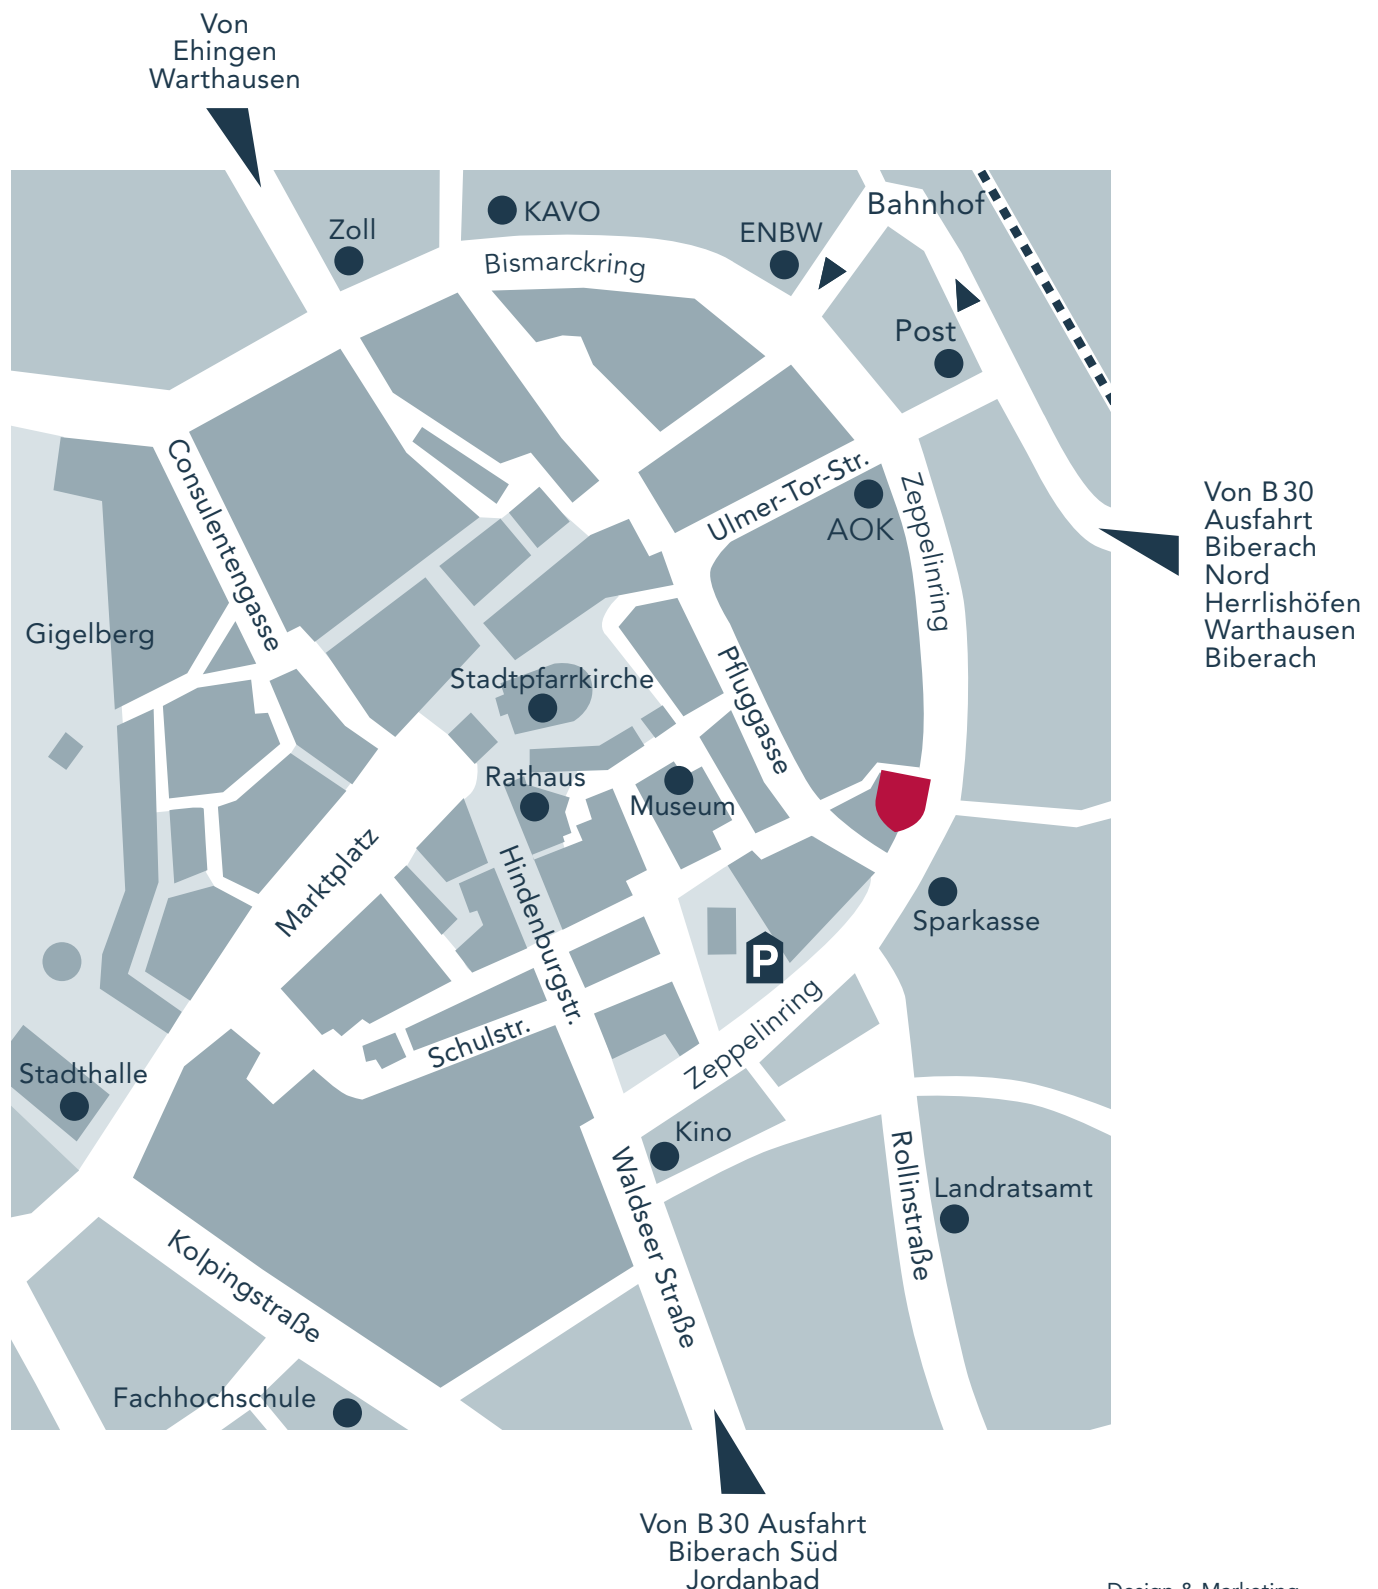 Von
Ehingen
Warthausen
Bahnhof
KAVO
Zoll
ENBW
Bismarckring
Post
Consulentengasse
Ulmer-Tor-Str.
Zeppelinring
AOK
Von B 30
Ausfahrt
Biberach
Nord
Herrlishöfen
Warthausen
Biberach
Gigelberg
Stadtpfarrkirche
Pfluggasse
Rathaus
Museum
Marktplatz
Hindenburgstr.
Sparkasse
P
Zeppelinring
Schulstr.
Stadthalle
Kino
Waldseer Straße
Rollinstraße
Landratsamt
Kolpingstraße
Fachhochschule
Von B 30 Ausfahrt
Biberach Süd
Jordanbad
Design & Marketing